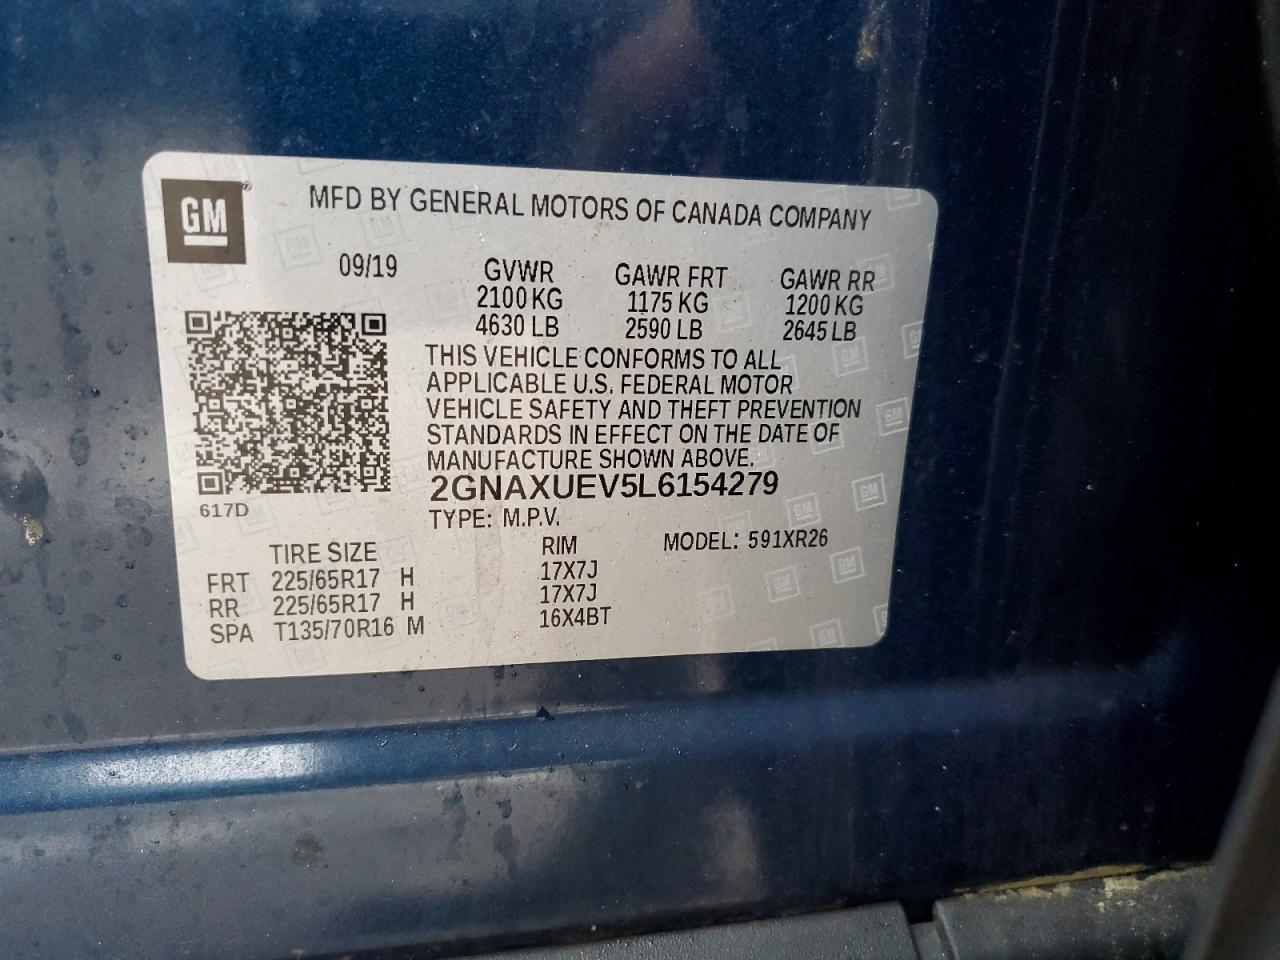 GM
MFD BY GENERAL MOTORS OF CANADA COMPANY
09/19 GVWR GAWR FRT GAWR RR
2100 KG 1175 KG 1200 KG
4630 LB 2590 LB 2645 LB
THIS VEHICLE CONFORMS TO ALL
APPLICABLE U.S. FEDERAL MOTOR
VEHICLE SAFETY AND THEFT PREVENTION
STANDARDS IN EFFECT ON THE DATE OF
MANUFACTURE SHOWN ABOVE.
2GNAXUEV5L6154279
617D
TYPE: M.P.V.
TIRE SIZE RIM MODEL: 591XR26
FRT 225/65R17 H 17X7J
RR 225/65R17 H 17X7J
SPA T135/70R16 M 16X4BT